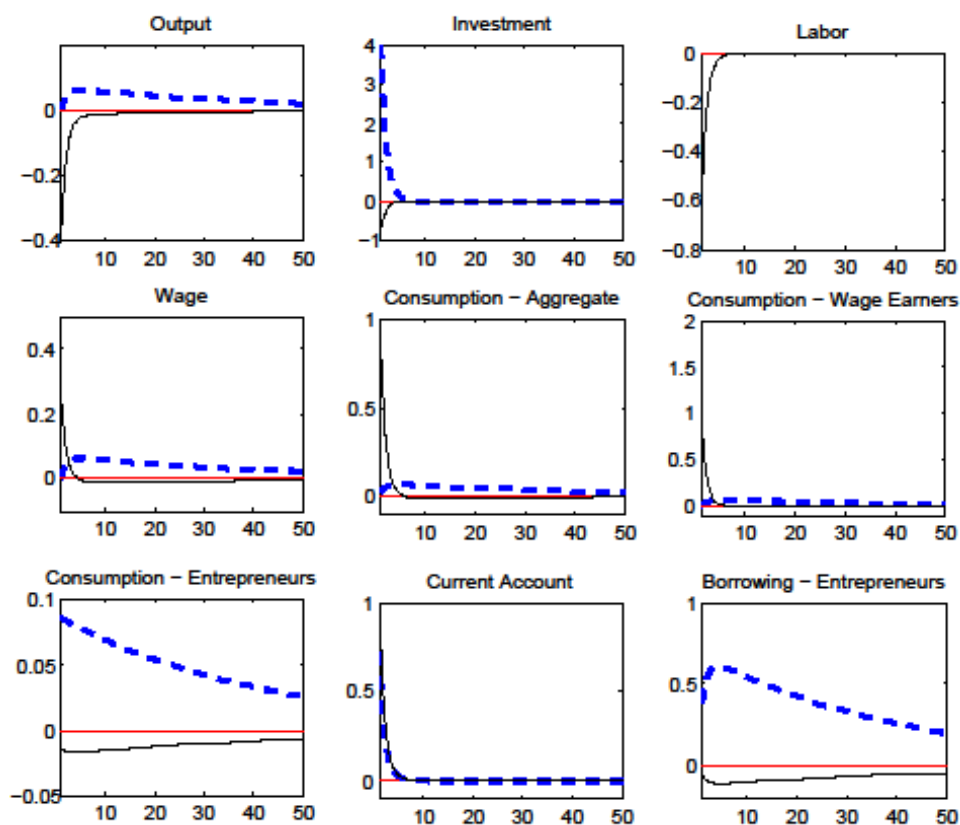 Output
0
−0.2
−0.4
10 20 30 40 50
Investment
4
3
2
1
0
−1
10 20 30 40 50
Labor
0
−0.2
−0.4
−0.6
−0.8
10 20 30 40 50
Wage
0.4
0.2
0
10 20 30 40 50
Consumption − Aggregate
1
0.5
0
10 20 30 40 50
Consumption − Wage Earners
2
1.5
1
0.5
0
10 20 30 40 50
Consumption − Entrepreneurs
0.1
0.05
0
−0.05
10 20 30 40 50
Current Account
1
0.5
0
10 20 30 40 50
Borrowing − Entrepreneurs
1
0.5
0
10 20 30 40 50